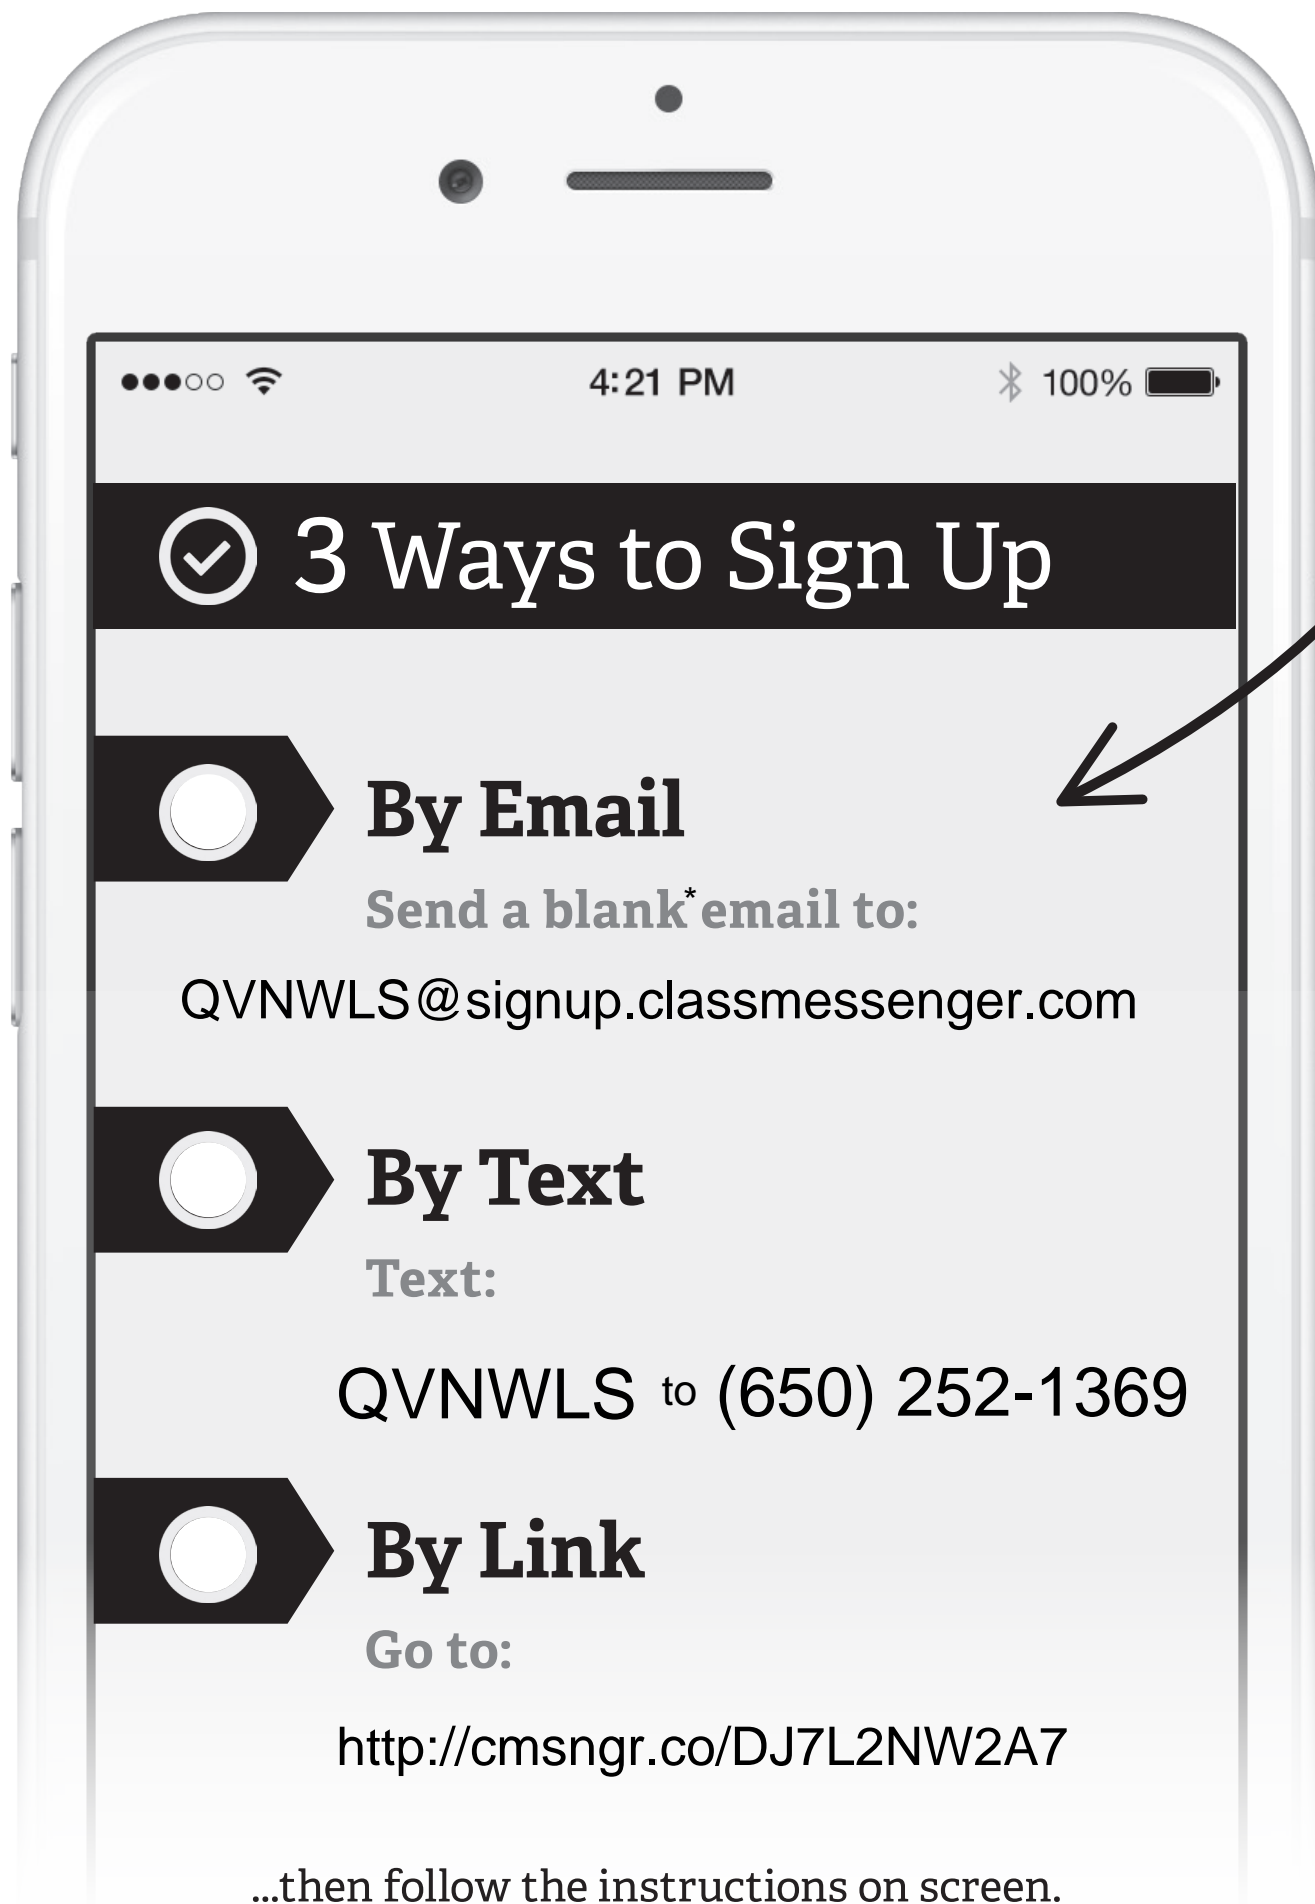 4:21 PM 100%
3 Ways to Sign Up
By Email
Send a blank* email to:
QVNWLS@signup.classmessenger.com
By Text
Text:
QVNWLS to (650) 252-1369
By Link
Go to:
http://cmsngr.co/DJ7L2NW2A7
...then follow the instructions on screen.